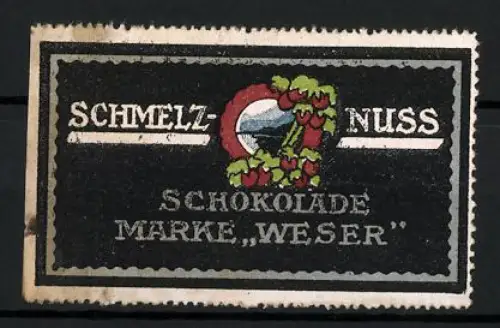 SCHMELZ- NUSS
SCHOKOLADE
MARKE „WESER"